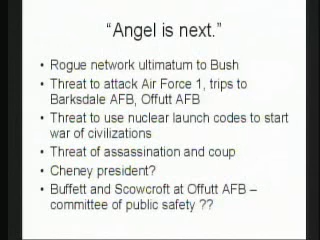 “Angel is next.”
• Rogue network ultimatum to Bush
• Threat to attack Air Force 1, trips to
Barksdale AFB, Offutt AFB
• Threat to use nuclear launch codes to start
war of civilizations
• Threat of assassination and coup
• Cheney president?
• Buffett and Scowcroft at Offutt AFB –
committee of public safety ??